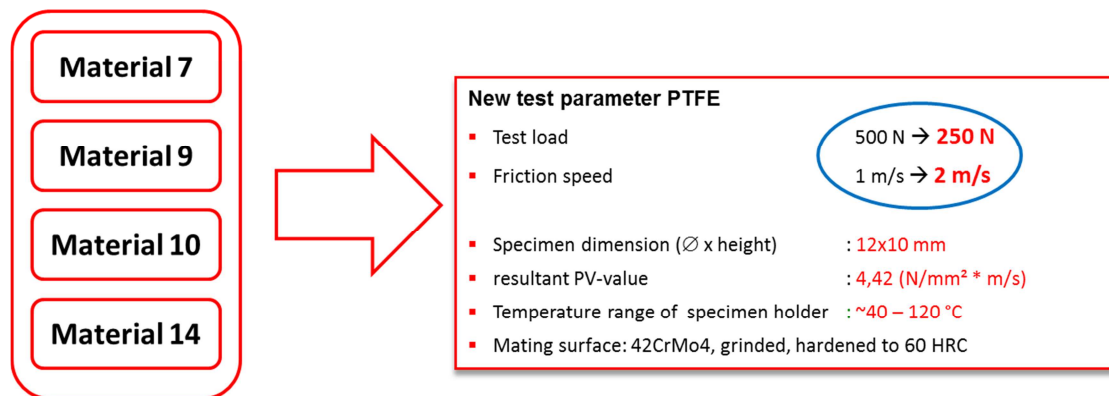 Material 7
Material 9
Material 10
Material 14
New test parameter PTFE
▪ Test load 500 N → 250 N
▪ Friction speed 1 m/s → 2 m/s
▪ Specimen dimension (∅ x height) : 12x10 mm
▪ resultant PV-value : 4,42 (N/mm² * m/s)
▪ Temperature range of specimen holder : ~40 – 120 °C
▪ Mating surface: 42CrMo4, grinded, hardened to 60 HRC